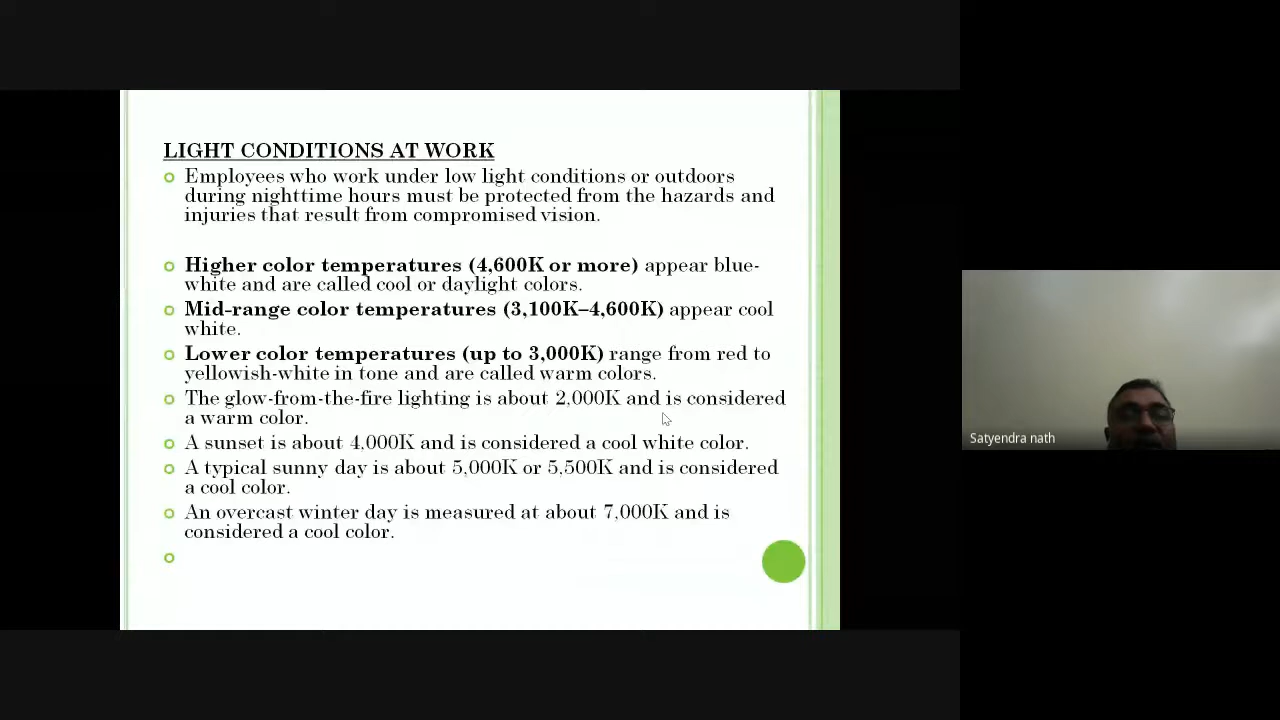 LIGHT CONDITIONS AT WORK
Employees who work under low light conditions or outdoors
during nighttime hours must be protected from the hazards and
injuries that result from compromised vision.
Higher color temperatures (4,600K or more) appear blue-
white and are called cool or daylight colors.
Mid-range color temperatures (3,100K–4,600K) appear cool
white.
Lower color temperatures (up to 3,000K) range from red to
yellowish-white in tone and are called warm colors.
The glow-from-the-fire lighting is about 2,000K and is considered
a warm color.
A sunset is about 4,000K and is considered a cool white color.
A typical sunny day is about 5,000K or 5,500K and is considered
a cool color.
An overcast winter day is measured at about 7,000K and is
considered a cool color.
Satyendra nath